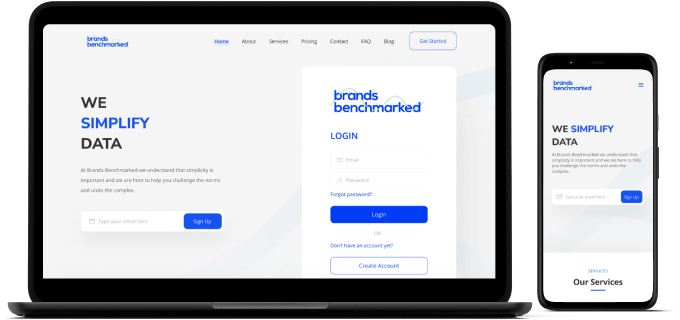 brands
benchmarked
Home About Services Pricing Contact FAQ Blog Get Started
WE
SIMPLIFY
DATA
At Brands Benchmarked we understand that simplicity is
important and we are here to help you challenge the norms
and undo the complex.
Type your email here Sign Up
brands
benchmarked
LOGIN
Email
Password
Forgot password?
Login
OR
Don't have an account yet?
Create Account
brands
benchmarked
WE SIMPLIFY
DATA
At Brands Benchmarked we understand that
simplicity is important and we are here to help
you challenge the norms and undo the
complex.
Type your email here Sign Up
SERVICES
Our Services